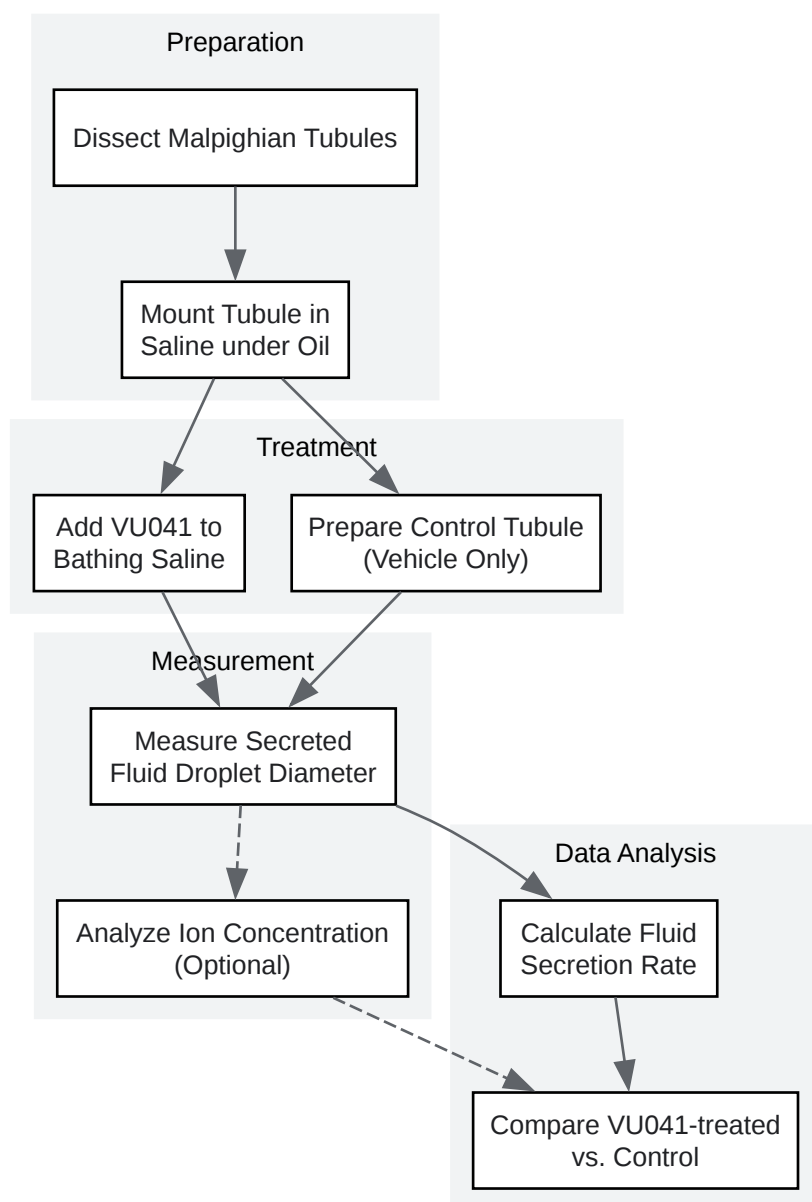 Preparation
Dissect Malpighian Tubules
Mount Tubule in
Saline under Oil
Treatment
Add VU041 to
Bathing Saline
Prepare Control Tubule
(Vehicle Only)
Measurement
Measure Secreted
Fluid Droplet Diameter
Analyze Ion Concentration
(Optional)
Data Analysis
Calculate Fluid
Secretion Rate
Compare VU041-treated
vs. Control